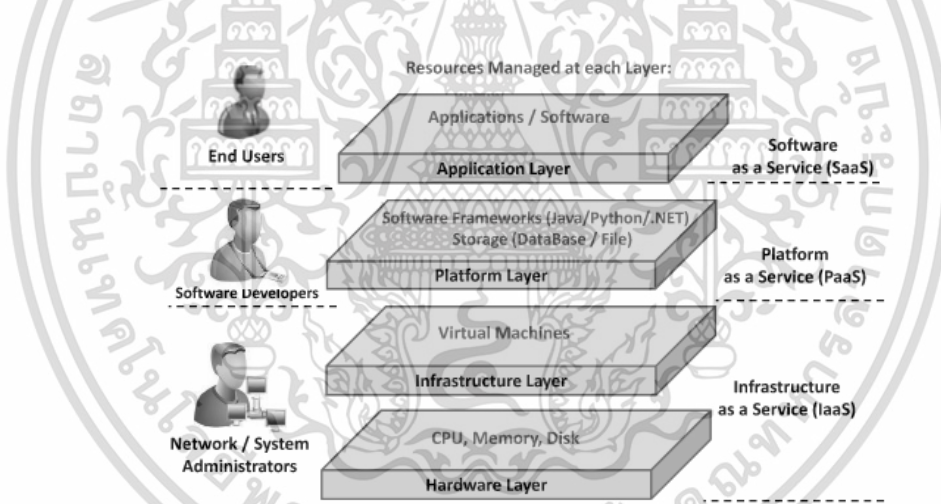 Resources Managed at each Layer:
Applications / Software
Application Layer
End Users
Software
as a Service (SaaS)
Software Frameworks (Java/Python/.NET)
Storage (DataBase / File)
Platform Layer
Software Developers
Platform
as a Service (PaaS)
Virtual Machines
Infrastructure Layer
Infrastructure
as a Service (IaaS)
CPU, Memory, Disk
Hardware Layer
Network / System
Administrators